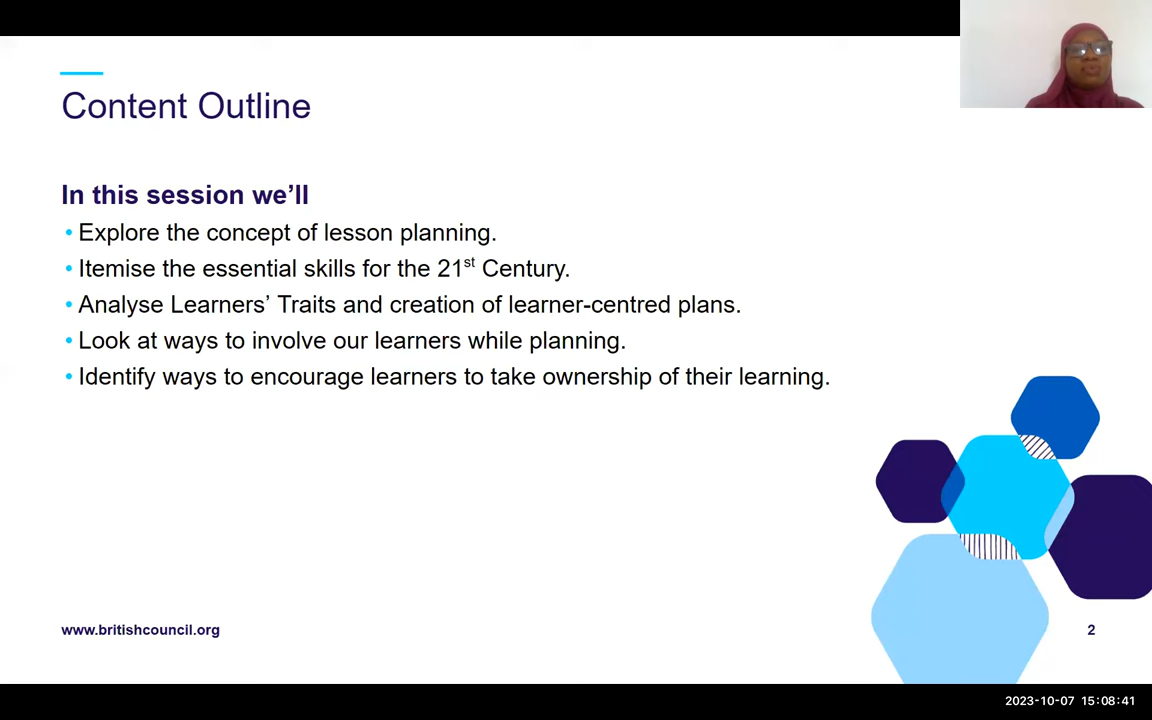 Content Outline
In this session we’ll
• Explore the concept of lesson planning.
• Itemise the essential skills for the 21st Century.
• Analyse Learners’ Traits and creation of learner-centred plans.
• Look at ways to involve our learners while planning.
• Identify ways to encourage learners to take ownership of their learning.
www.britishcouncil.org
2
2023-10-07 15:08:41